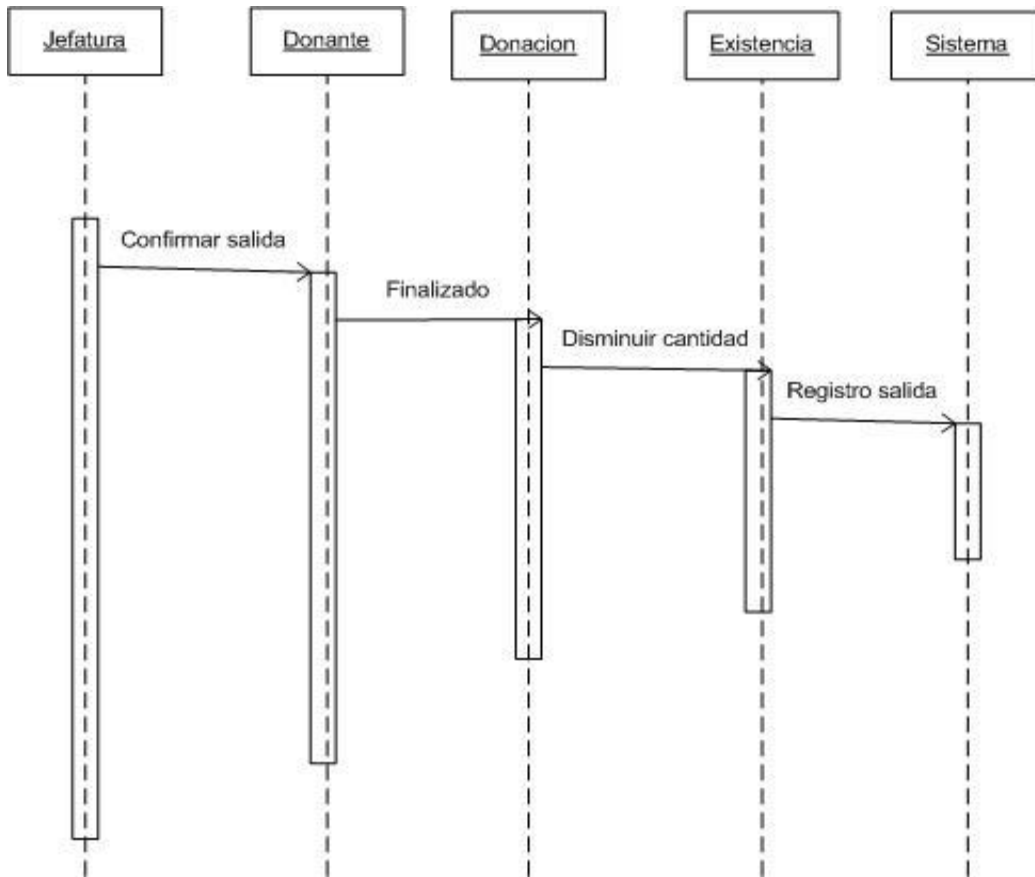 Jefatura
Donante
Donacion
Existencia
Sistema
Confirmar salida
Finalizado
Disminuir cantidad
Registro salida